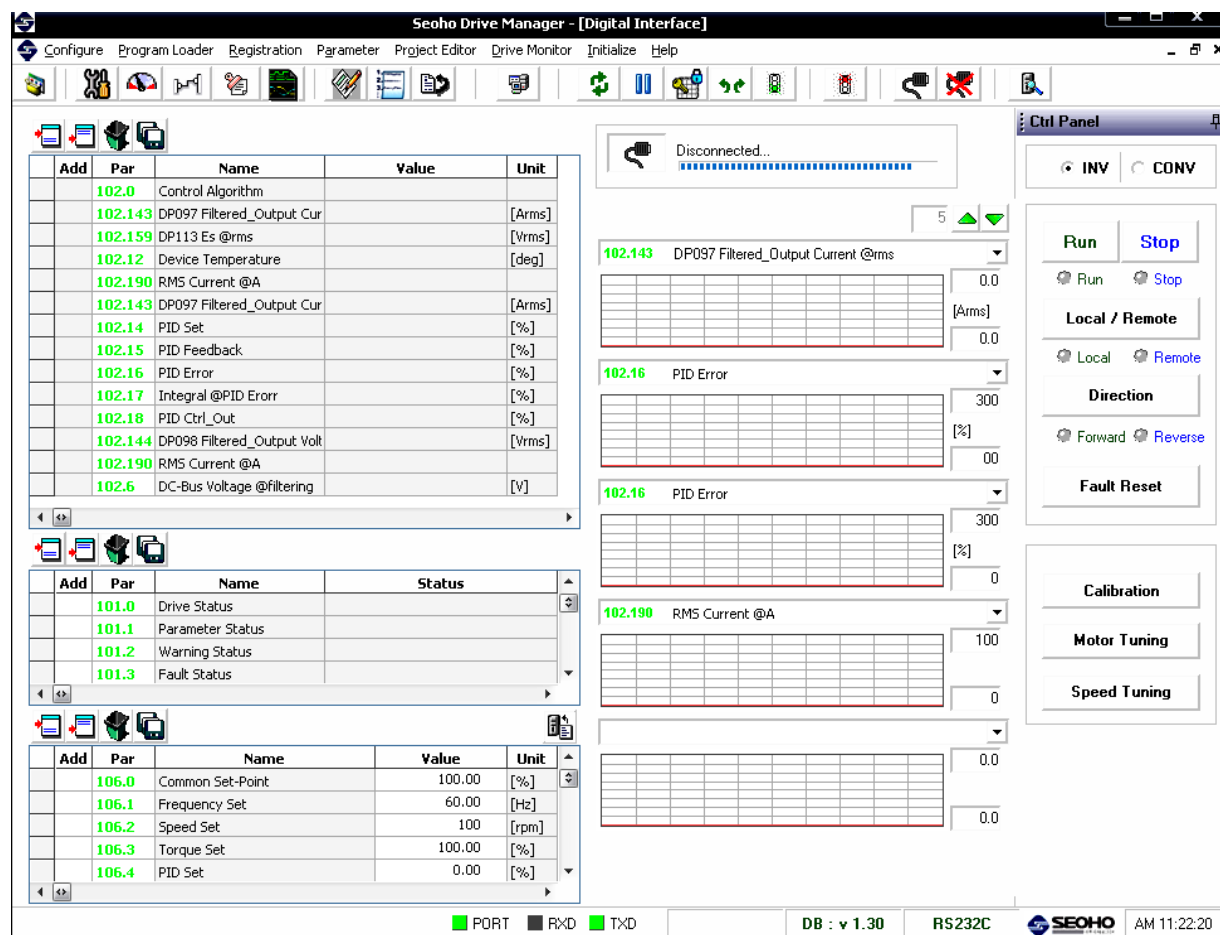 Seoho Drive Manager - [Digital Interface]
Configure Program Loader Registration Parameter Project Editor Drive Monitor Initialize Help
Add Par Name Value Unit
102.0 Control Algorithm
102.143 DP097 Filtered_Output Cur [Arms]
102.159 DP113 Es @rms [Vrms]
102.12 Device Temperature [deg]
102.190 RMS Current @A
102.143 DP097 Filtered_Output Cur [Arms]
102.14 PID Set [%]
102.15 PID Feedback [%]
102.16 PID Error [%]
102.17 Integral @PID Erorr [%]
102.18 PID Ctrl_Out [%]
102.144 DP098 Filtered_Output Volt [Vrms]
102.190 RMS Current @A
102.6 DC-Bus Voltage @filtering [V]
Add Par Name Status
101.0 Drive Status
101.1 Parameter Status
101.2 Warning Status
101.3 Fault Status
Add Par Name Value Unit
106.0 Common Set-Point 100.00 [%]
106.1 Frequency Set 60.00 [Hz]
106.2 Speed Set 100 [rpm]
106.3 Torque Set 100.00 [%]
106.4 PID Set 0.00 [%]
Disconnected...
5
102.143 DP097 Filtered_Output Current @rms
0.0
[Arms]
0.0
102.16 PID Error
300
[%]
00
102.16 PID Error
300
[%]
0
102.190 RMS Current @A
100
0
0.0
0.0
Ctrl Panel
INV CONV
Run Stop
Run Stop
Local / Remote
Local Remote
Direction
Forward Reverse
Fault Reset
Calibration
Motor Tuning
Speed Tuning
PORT RXD TXD DB : v 1.30 RS232C SEOHO AM 11:22:20